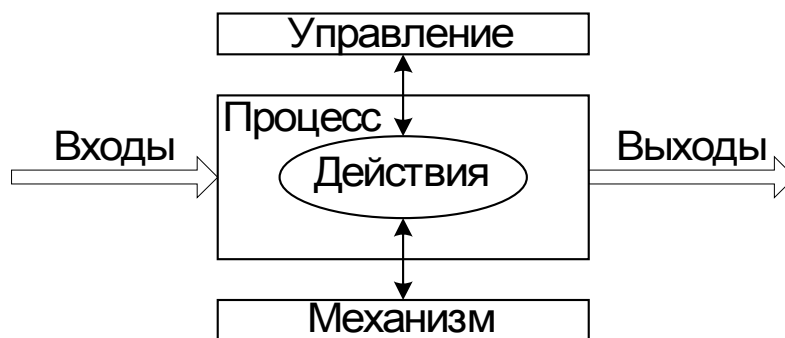 Управление
Процесс
Входы
Действия
Выходы
Механизм